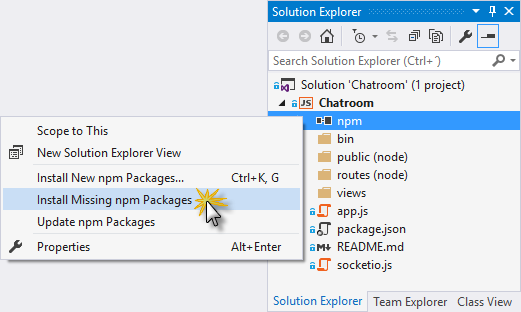 Solution Explorer
Search Solution Explorer (Ctrl+´)
Solution 'Chatroom' (1 project)
JS Chatroom
npm
bin
public (node)
routes (node)
views
app.js
package.json
README.md
socketio.js
Solution Explorer Team Explorer Class View
Scope to This
New Solution Explorer View
Install New npm Packages... Ctrl+K, G
Install Missing npm Packages
Update npm Packages
Properties Alt+Enter